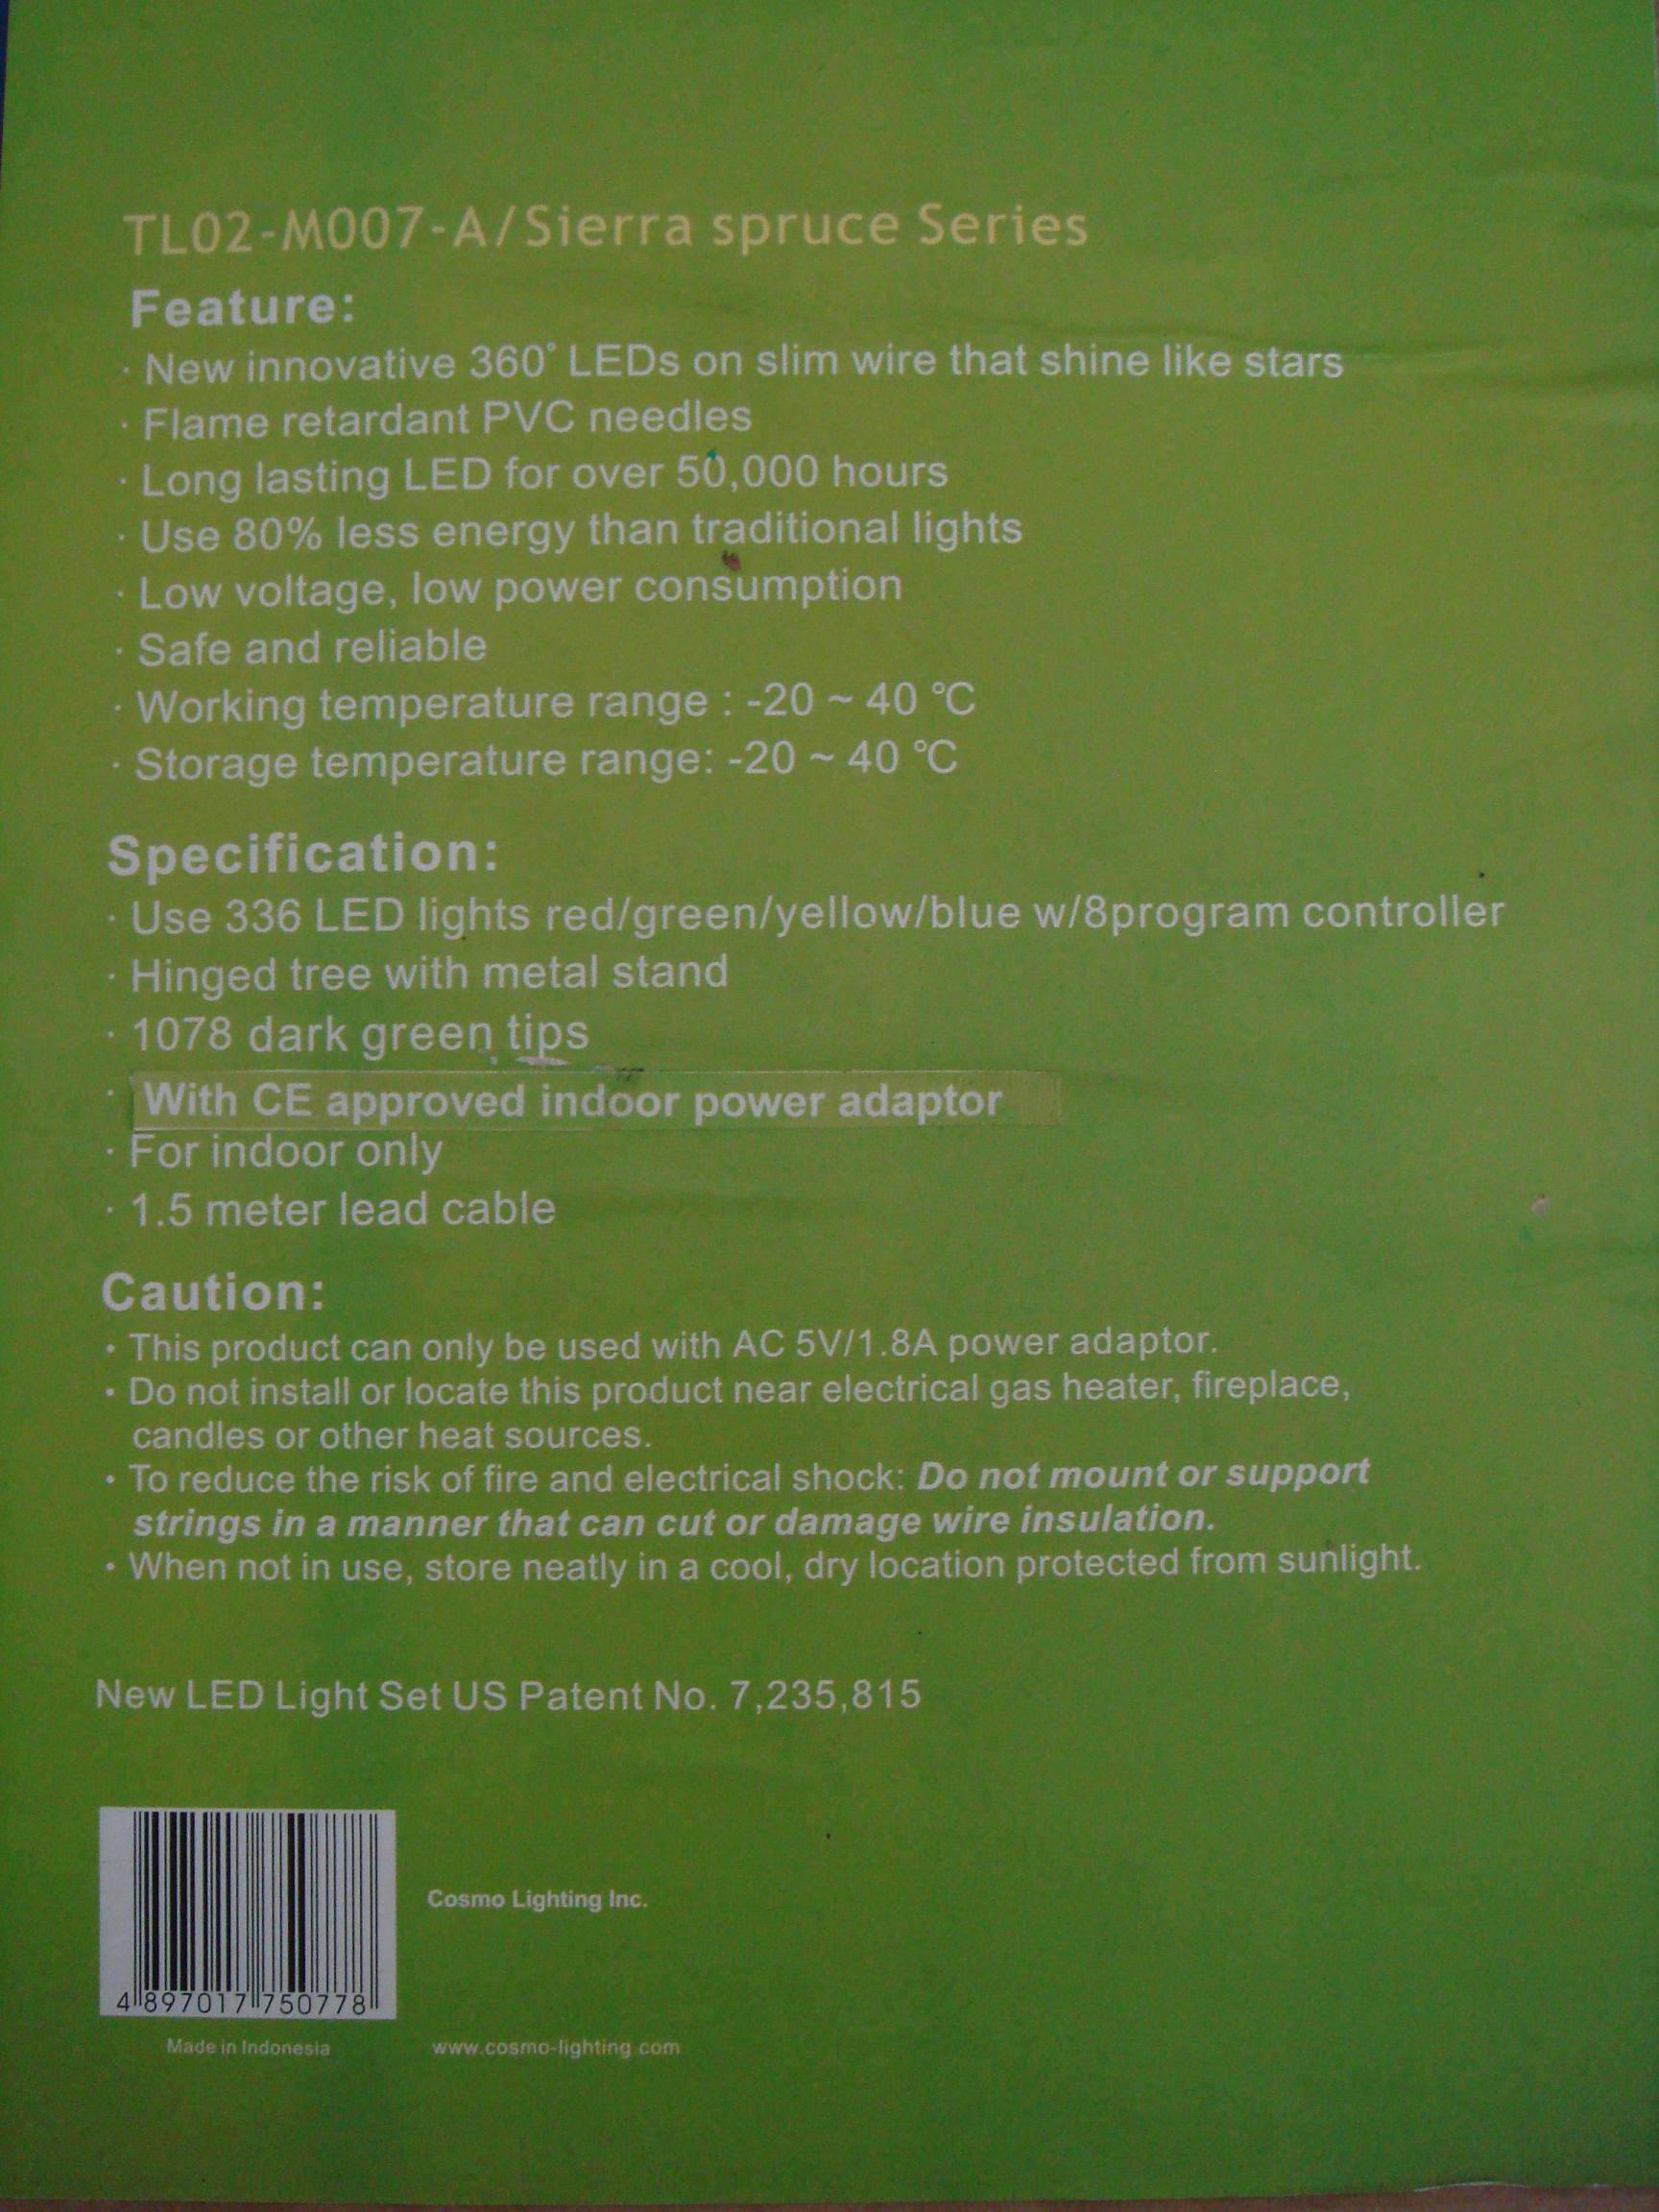 TL02-M007-A/Sierra spruce Series
Feature:
· New innovative 360° LEDs on slim wire that shine like stars
· Flame retardant PVC needles
· Long lasting LED for over 50,000 hours
· Use 80% less energy than traditional lights
· Low voltage, low power consumption
· Safe and reliable
· Working temperature range : -20 ~ 40 °C
· Storage temperature range: -20 ~ 40 °C
Specification:
· Use 336 LED lights red/green/yellow/blue w/8program controller
· Hinged tree with metal stand
· 1078 dark green tips
· With CE approved indoor power adaptor
· For indoor only
· 1.5 meter lead cable
Caution:
• This product can only be used with AC 5V/1.8A power adaptor.
• Do not install or locate this product near electrical gas heater, fireplace,
candles or other heat sources.
• To reduce the risk of fire and electrical shock: Do not mount or support
strings in a manner that can cut or damage wire insulation.
• When not in use, store neatly in a cool, dry location protected from sunlight.
New LED Light Set US Patent No. 7,235,815
Cosmo Lighting Inc.
4 897017 750778
Made in Indonesia
www.cosmo-lighting.com